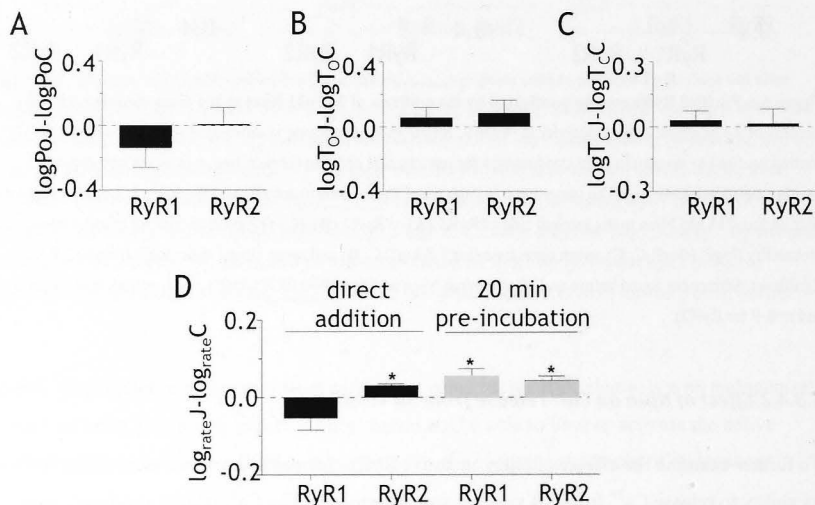 A
logPoJ-logPoC
0.4
0.0
-0.4
RyR1 RyR2
B
logTOJ-logTOC
0.4
0.0
-0.4
RyR1 RyR2
C
logTCJ-logTCC
0.3
0.0
-0.3
RyR1 RyR2
D
direct addition
20 min pre-incubation
lograteJ-lograteC
0.2
0.0
-0.2
* * *
RyR1 RyR2 RyR1 RyR2